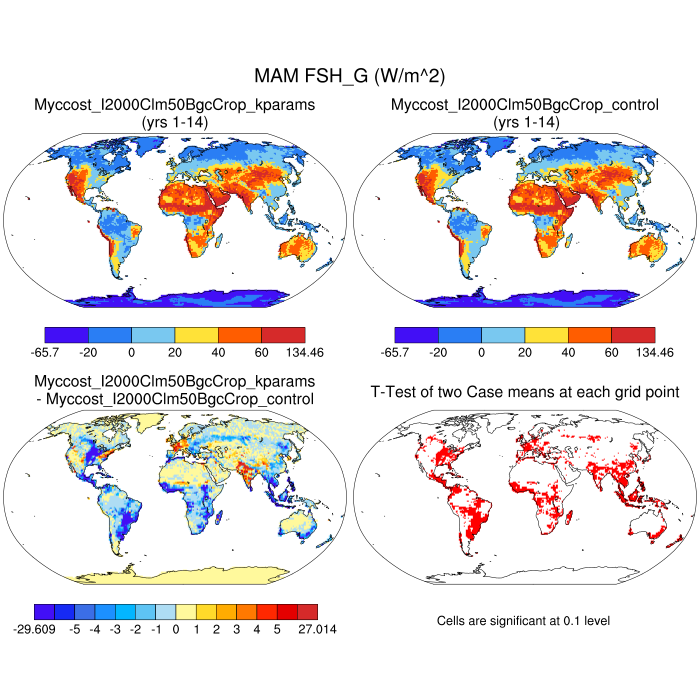 MAM FSH_G (W/m^2)
Myccost_I2000Clm50BgcCrop_kparams
(yrs 1-14)
Myccost_I2000Clm50BgcCrop_control
(yrs 1-14)
-65.7 -20 0 20 40 60 134.46
-65.7 -20 0 20 40 60 134.46
Myccost_I2000Clm50BgcCrop_kparams
- Myccost_I2000Clm50BgcCrop_control
T-Test of two Case means at each grid point
-29.609 -5 -4 -3 -2 -1 0 1 2 3 4 5 27.014
Cells are significant at 0.1 level